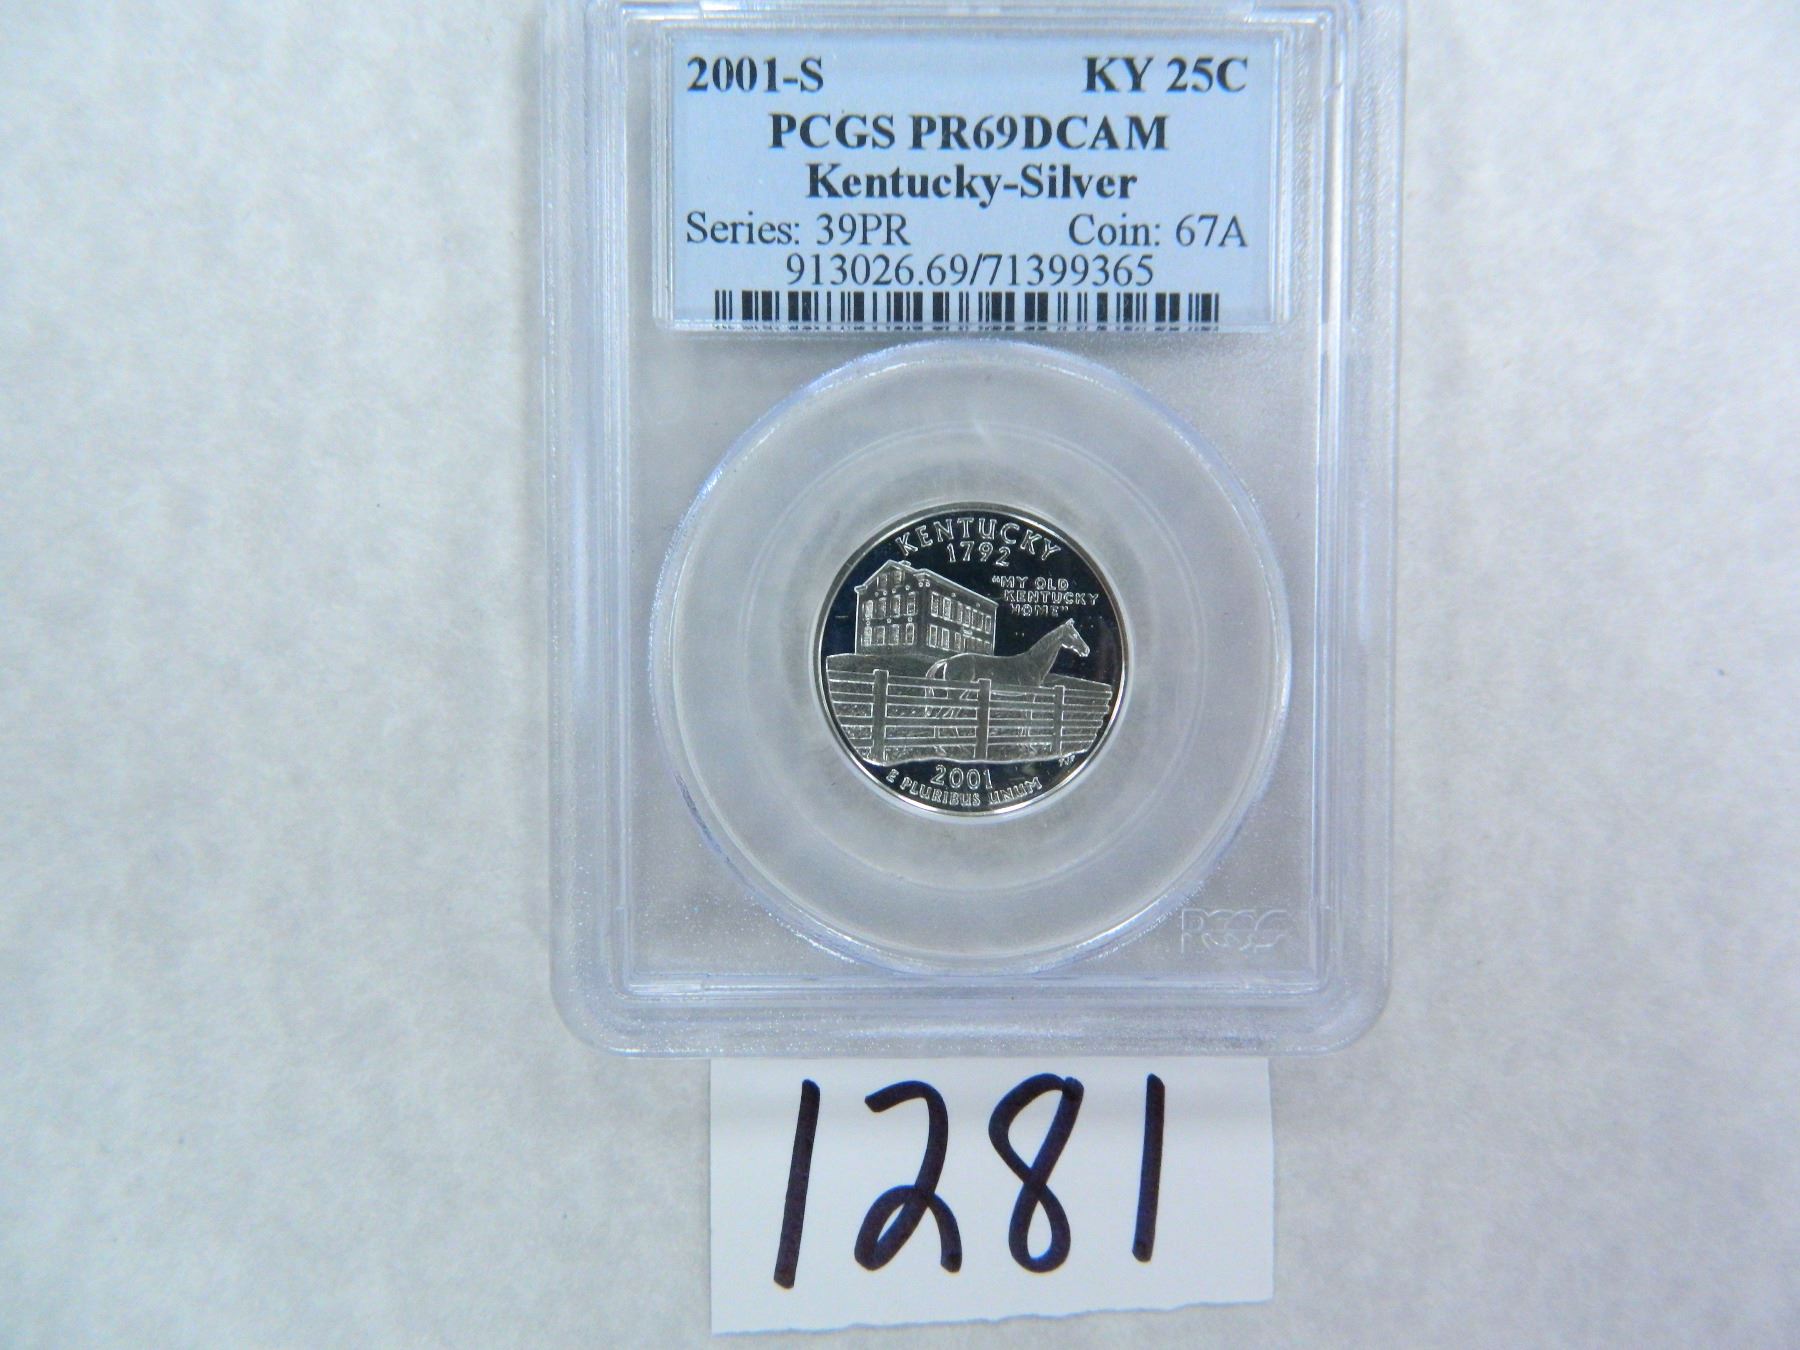 2001-S KY 25C
PCGS PR69DCAM
Kentucky-Silver
Series: 39PR Coin: 67A
913026.69/71399365
KENTUCKY
1792
"MY OLD
KENTUCKY
HOME"
2001
E PLURIBUS UNUM
PCGS
1281